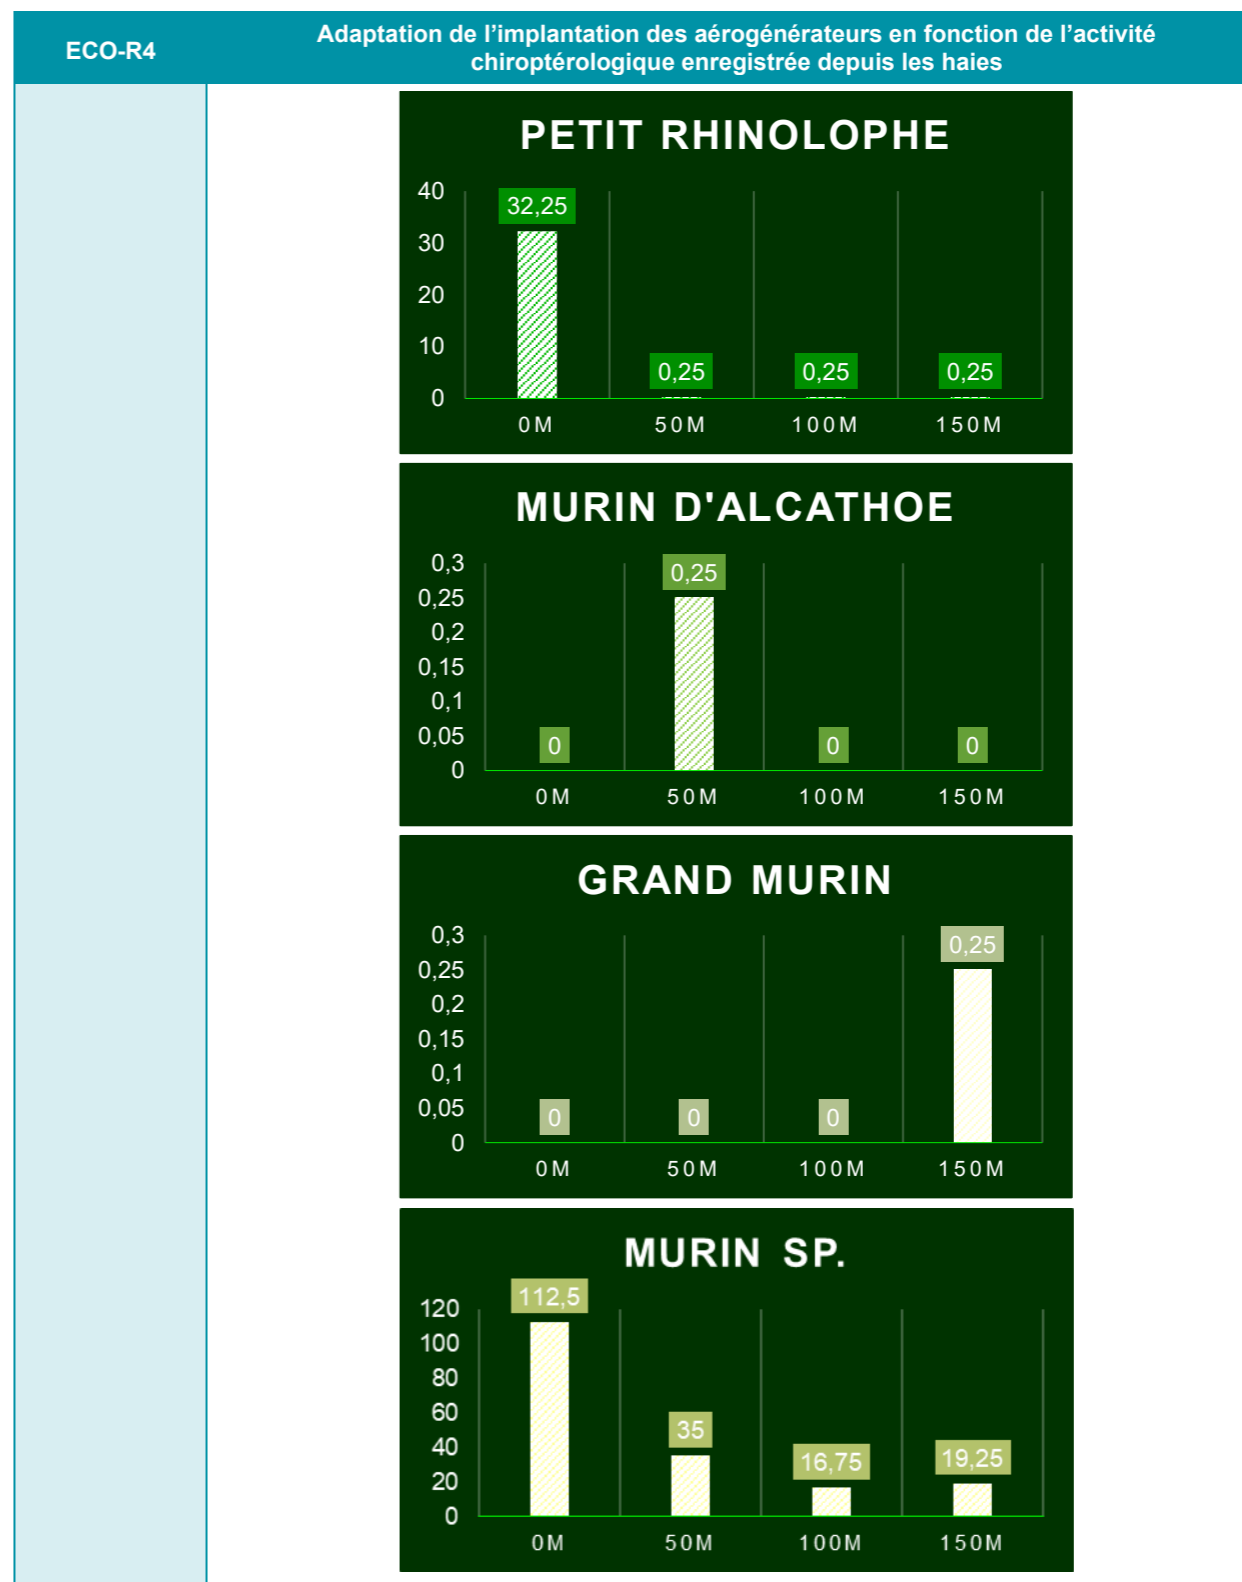 ECO-R4
Adaptation de l’implantation des aérogénérateurs en fonction de l’activité
chiroptérologique enregistrée depuis les haies
PETIT RHINOLOPHE
40
30
20
10
0
32,25
0,25
0,25
0,25
0M
50M
100M
150M
MURIN D'ALCATHOE
0,3
0,25
0,2
0,15
0,1
0,05
0
0
0,25
0
0
0M
50M
100M
150M
GRAND MURIN
0,3
0,25
0,2
0,15
0,1
0,05
0
0
0
0
0,25
0M
50M
100M
150M
MURIN SP.
120
100
80
60
40
20
0
112,5
35
16,75
19,25
0M
50M
100M
150M